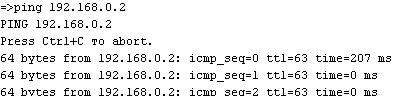 =>ping 192.168.0.2
PING 192.168.0.2
Press Ctrl+C to abort.
64 bytes from 192.168.0.2: icmp_seq=0 ttl=63 time=207 ms
64 bytes from 192.168.0.2: icmp_seq=1 ttl=63 time=0 ms
64 bytes from 192.168.0.2: icmp_seq=2 ttl=63 time=0 ms